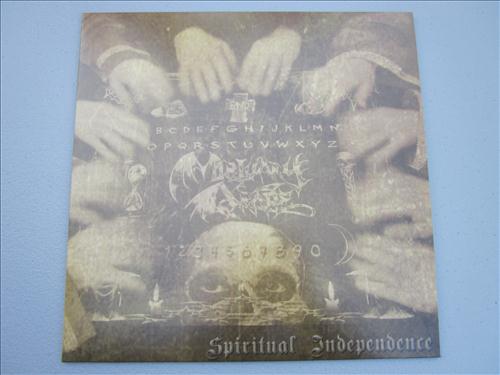 BCDEFGHIJKLMN
OPQRSTUVWXYZ
1234567890
Spiritual Independence